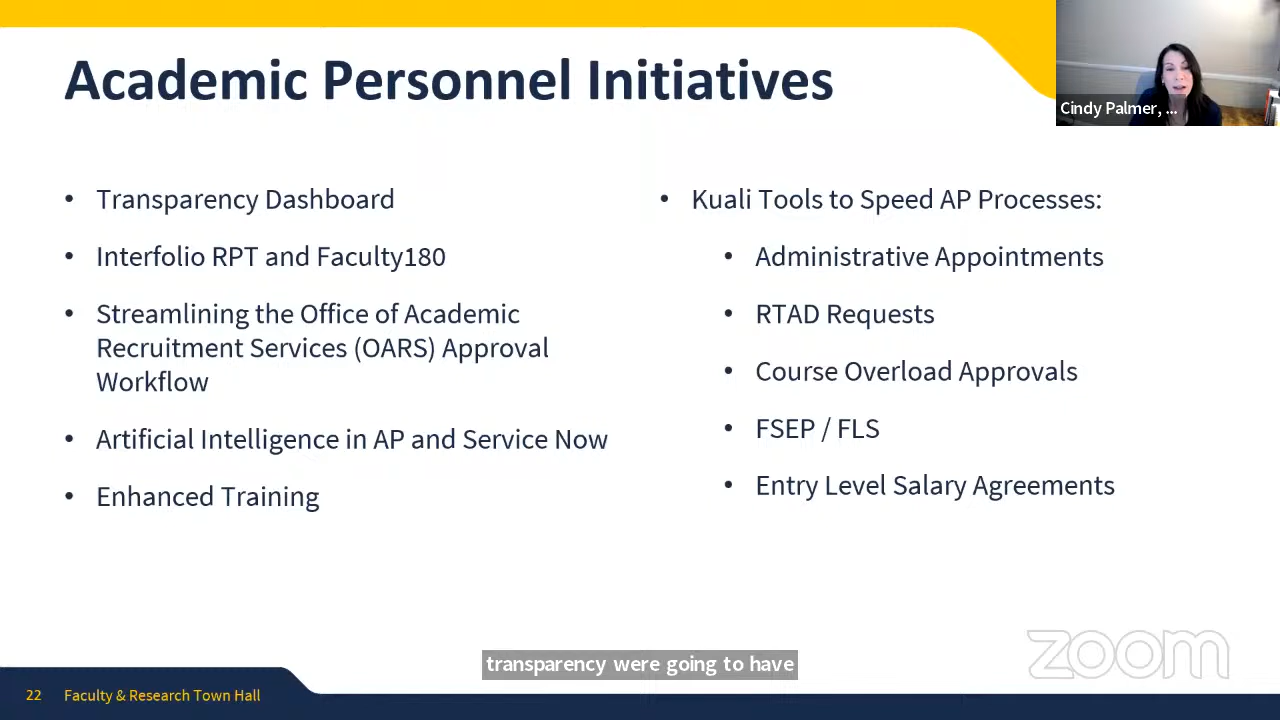 Academic Personnel Initiatives
Cindy Palmer, ...
• Transparency Dashboard
• Interfolio RPT and Faculty180
• Streamlining the Office of Academic
Recruitment Services (OARS) Approval
Workflow
• Artificial Intelligence in AP and Service Now
• Enhanced Training
• Kuali Tools to Speed AP Processes:
• Administrative Appointments
• RTAD Requests
• Course Overload Approvals
• FSEP / FLS
• Entry Level Salary Agreements
transparency were going to have
zoom
22 Faculty & Research Town Hall